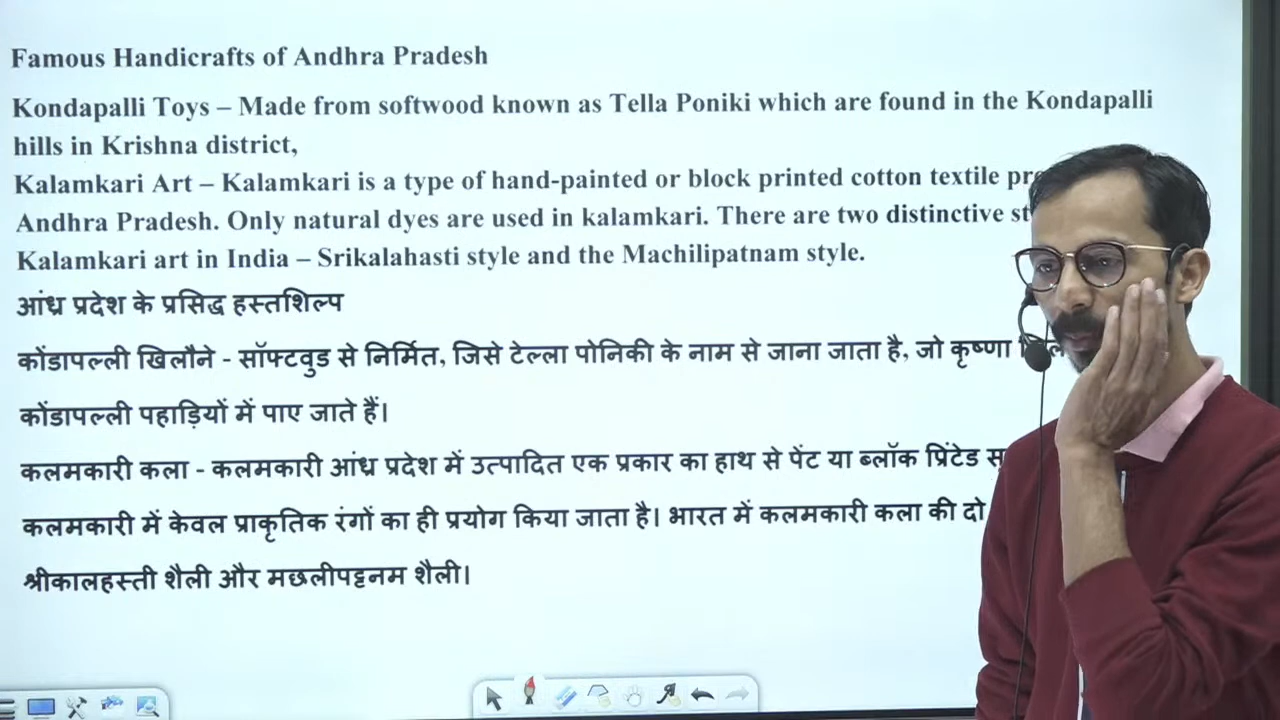 Famous Handicrafts of Andhra Pradesh
Kondapalli Toys – Made from softwood known as Tella Poniki which are found in the Kondapalli
hills in Krishna district,
Kalamkari Art – Kalamkari is a type of hand-painted or block printed cotton textile
Andhra Pradesh. Only natural dyes are used in kalamkari. There are two distinctive
Kalamkari art in India – Srikalahasti style and the Machilipatnam style.
आंध्र प्रदेश के प्रसिद्ध हस्तशिल्प
कोंडापल्ली खिलौने - सॉफ्टवुड से निर्मित, जिसे टेल्ला पोनिकी के नाम से जाना जाता है, जो कृष्णा
कोंडापल्ली पहाड़ियों में पाए जाते हैं।
कलमकारी कला - कलमकारी आंध्र प्रदेश में उत्पादित एक प्रकार का हाथ से पेंट या ब्लॉक प्रिंटेड
कलमकारी में केवल प्राकृतिक रंगों का ही प्रयोग किया जाता है। भारत में कलमकारी कला की दो
श्रीकालहस्ती शैली और मछलीपट्टनम शैली।